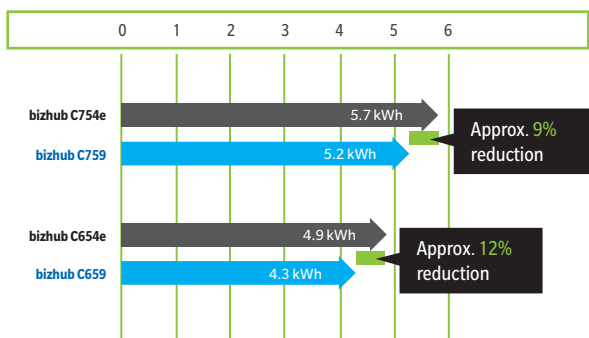 0 1 2 3 4 5 6
bizhub C754e 5.7 kWh
Approx. 9%
reduction
bizhub C759 5.2 kWh
bizhub C654e 4.9 kWh
Approx. 12%
reduction
bizhub C659 4.3 kWh